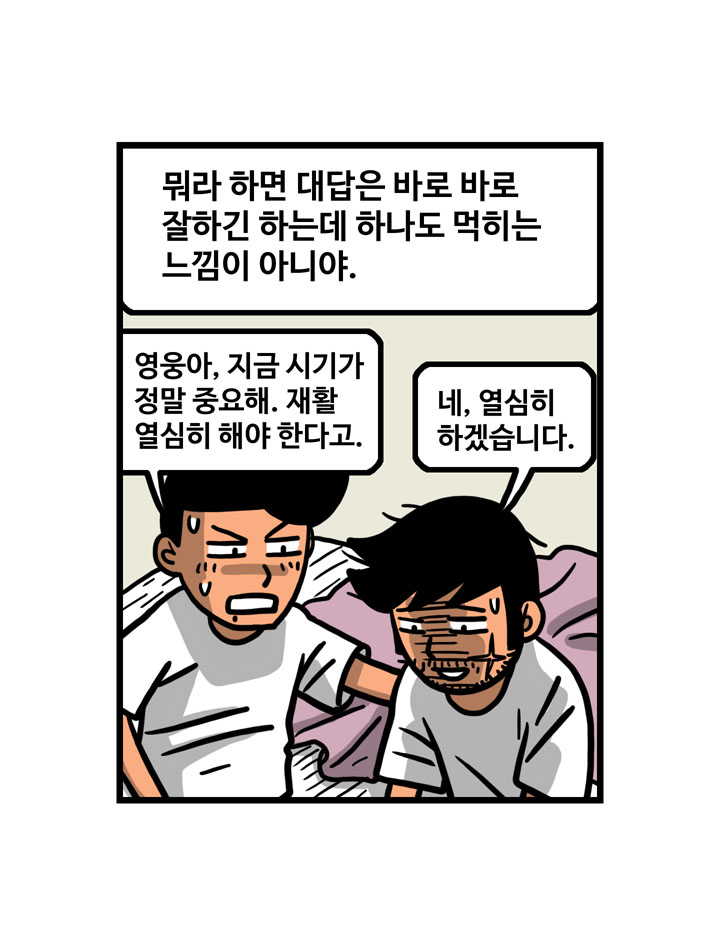 뭐라 하면 대답은 바로 바로
잘하긴 하는데 하나도 먹히는
느낌이 아니야.
영웅아, 지금 시기가
정말 중요해. 재활
열심히 해야 한다고.
네, 열심히
하겠습니다.